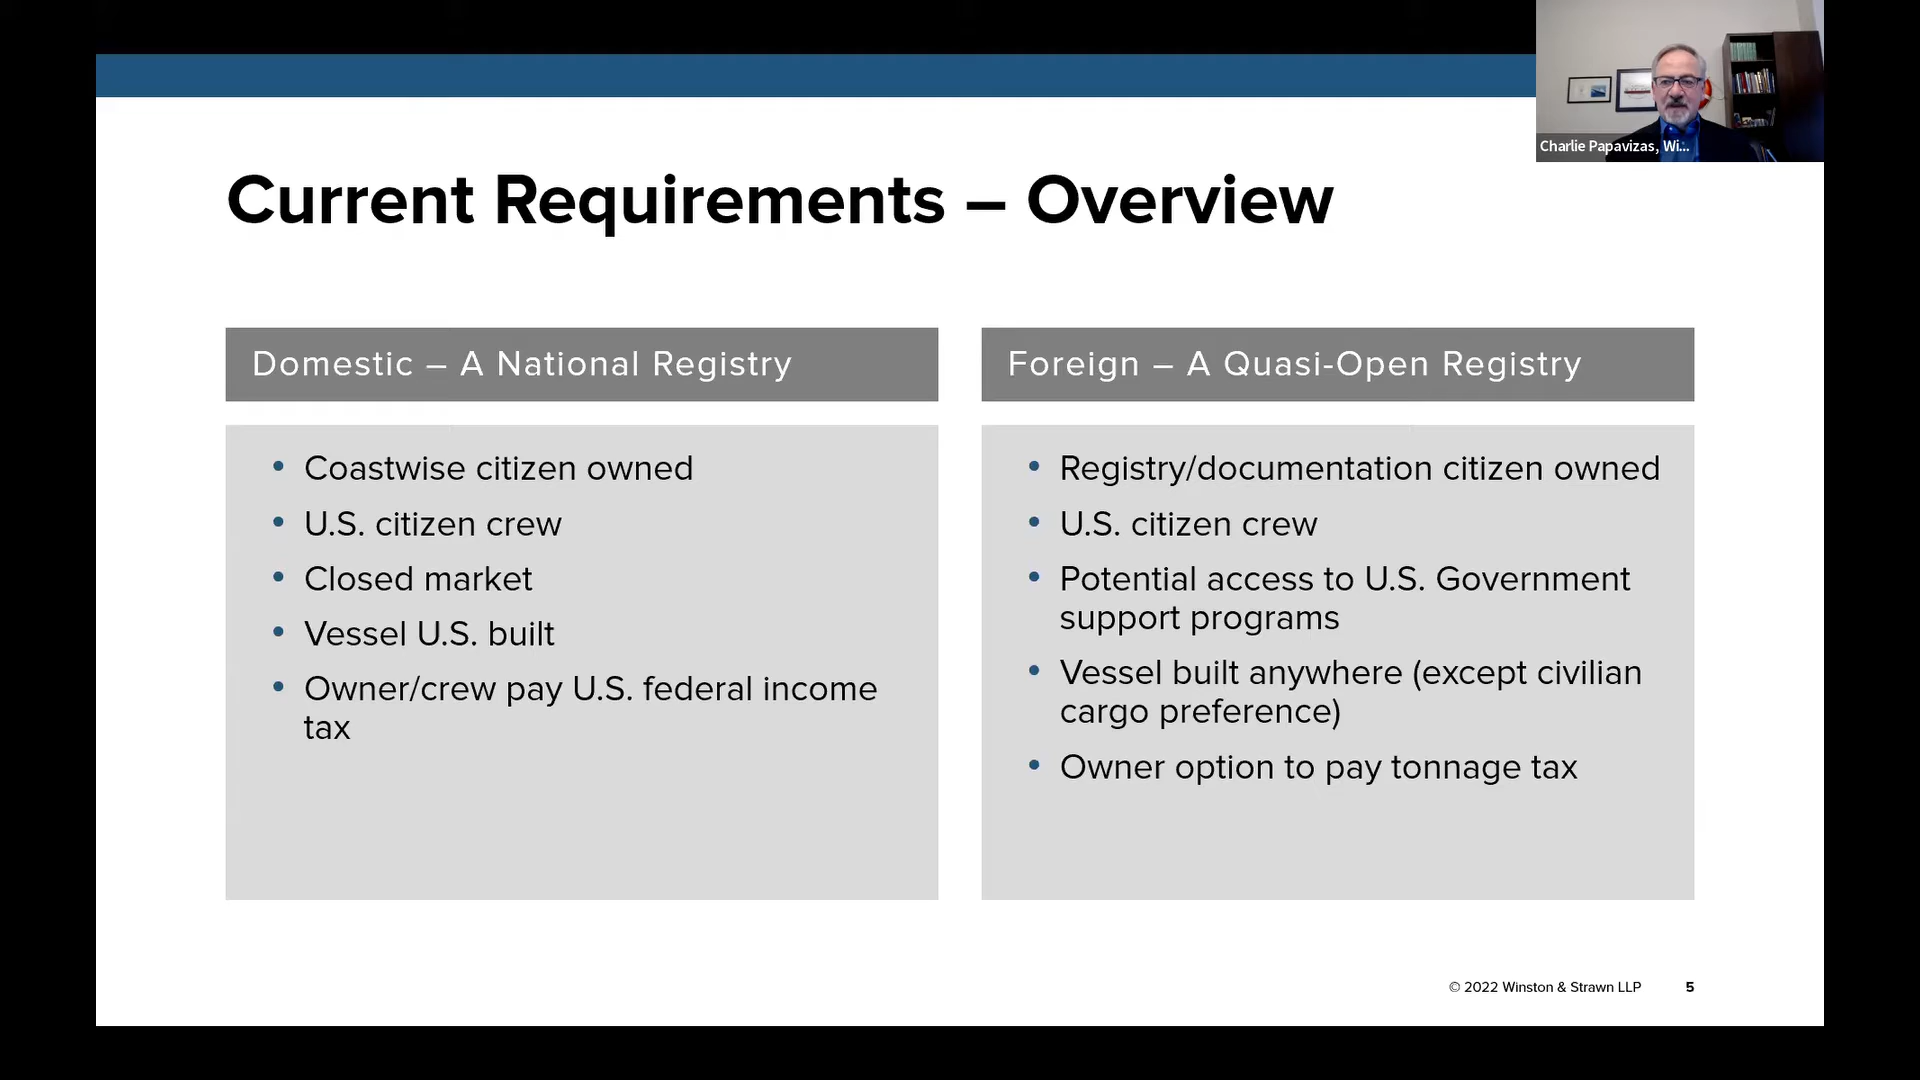 Charlie Papavizas, Wi...
Current Requirements – Overview
Domestic – A National Registry
• Coastwise citizen owned
• U.S. citizen crew
• Closed market
• Vessel U.S. built
• Owner/crew pay U.S. federal income
tax
Foreign – A Quasi-Open Registry
• Registry/documentation citizen owned
• U.S. citizen crew
• Potential access to U.S. Government
support programs
• Vessel built anywhere (except civilian
cargo preference)
• Owner option to pay tonnage tax
© 2022 Winston & Strawn LLP 5